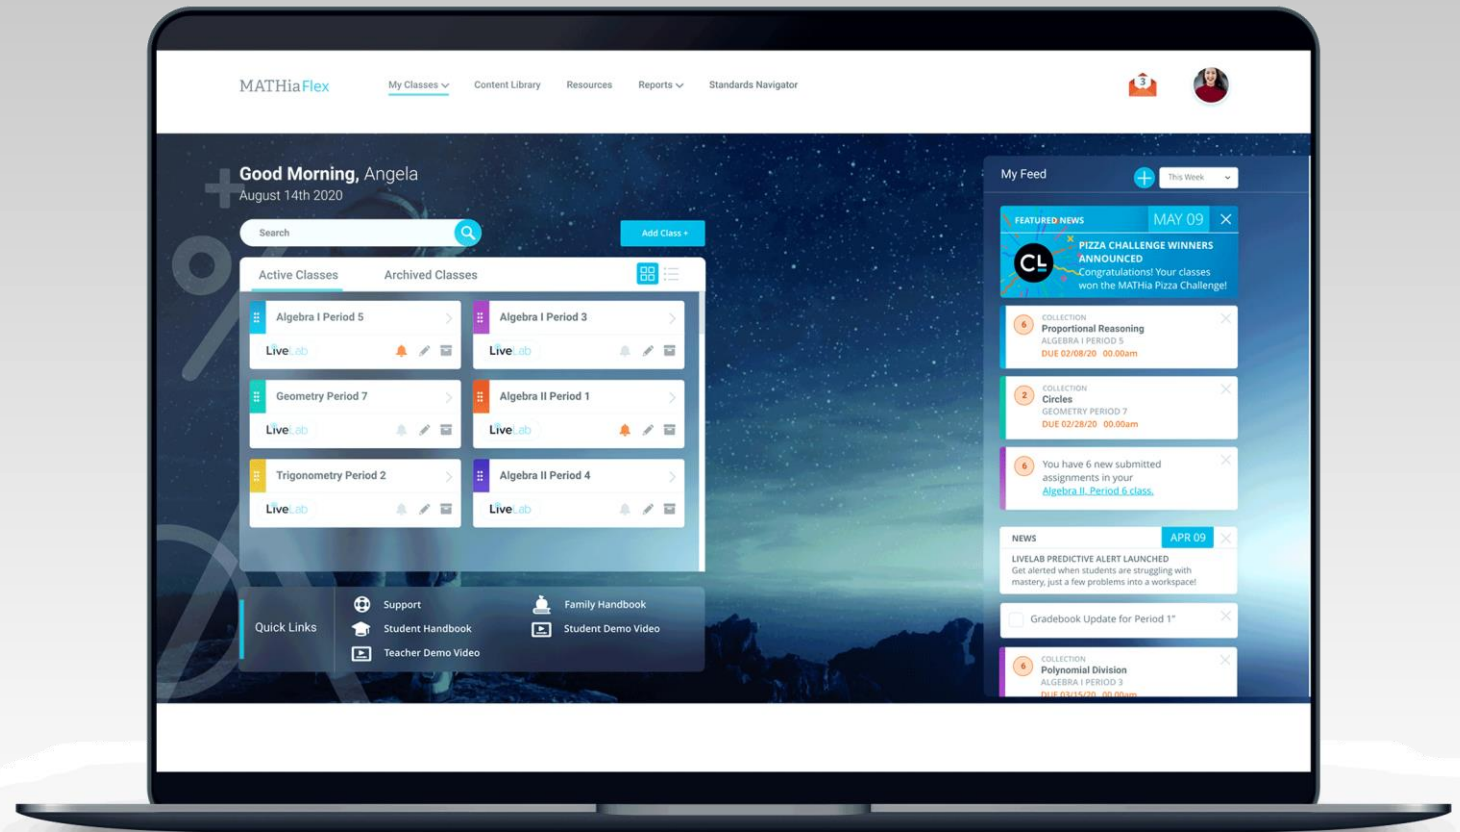 MATHiaFlex
My Classes
Content Library
Resources
Reports
Standards Navigator
3
Good Morning, Angela
August 14th 2020
Search
Add Class +
Active Classes
Archived Classes
Algebra I Period 5
LiveLab
Algebra I Period 3
LiveLab
Geometry Period 7
LiveLab
Algebra II Period 1
LiveLab
Trigonometry Period 2
LiveLab
Algebra II Period 4
LiveLab
Quick Links
Support
Student Handbook
Teacher Demo Video
Family Handbook
Student Demo Video
My Feed
This Week
FEATURED NEWS
MAY 09
CL
PIZZA CHALLENGE WINNERS
ANNOUNCED
Congratulations! Your classes
won the MATHia Pizza Challenge!
6
COLLECTION
Proportional Reasoning
ALGEBRA I PERIOD 5
DUE 02/08/20 00.00am
2
COLLECTION
Circles
GEOMETRY PERIOD 7
DUE 02/28/20 00.00am
6
You have 6 new submitted
assignments in your
Algebra II, Period 6 class.
NEWS
APR 09
LIVELAB PREDICTIVE ALERT LAUNCHED
Get alerted when students are struggling with
mastery, just a few problems into a workspace!
Gradebook Update for Period 1"
6
COLLECTION
Polynomial Division
ALGEBRA I PERIOD 3
DUE 03/15/20 00.00am